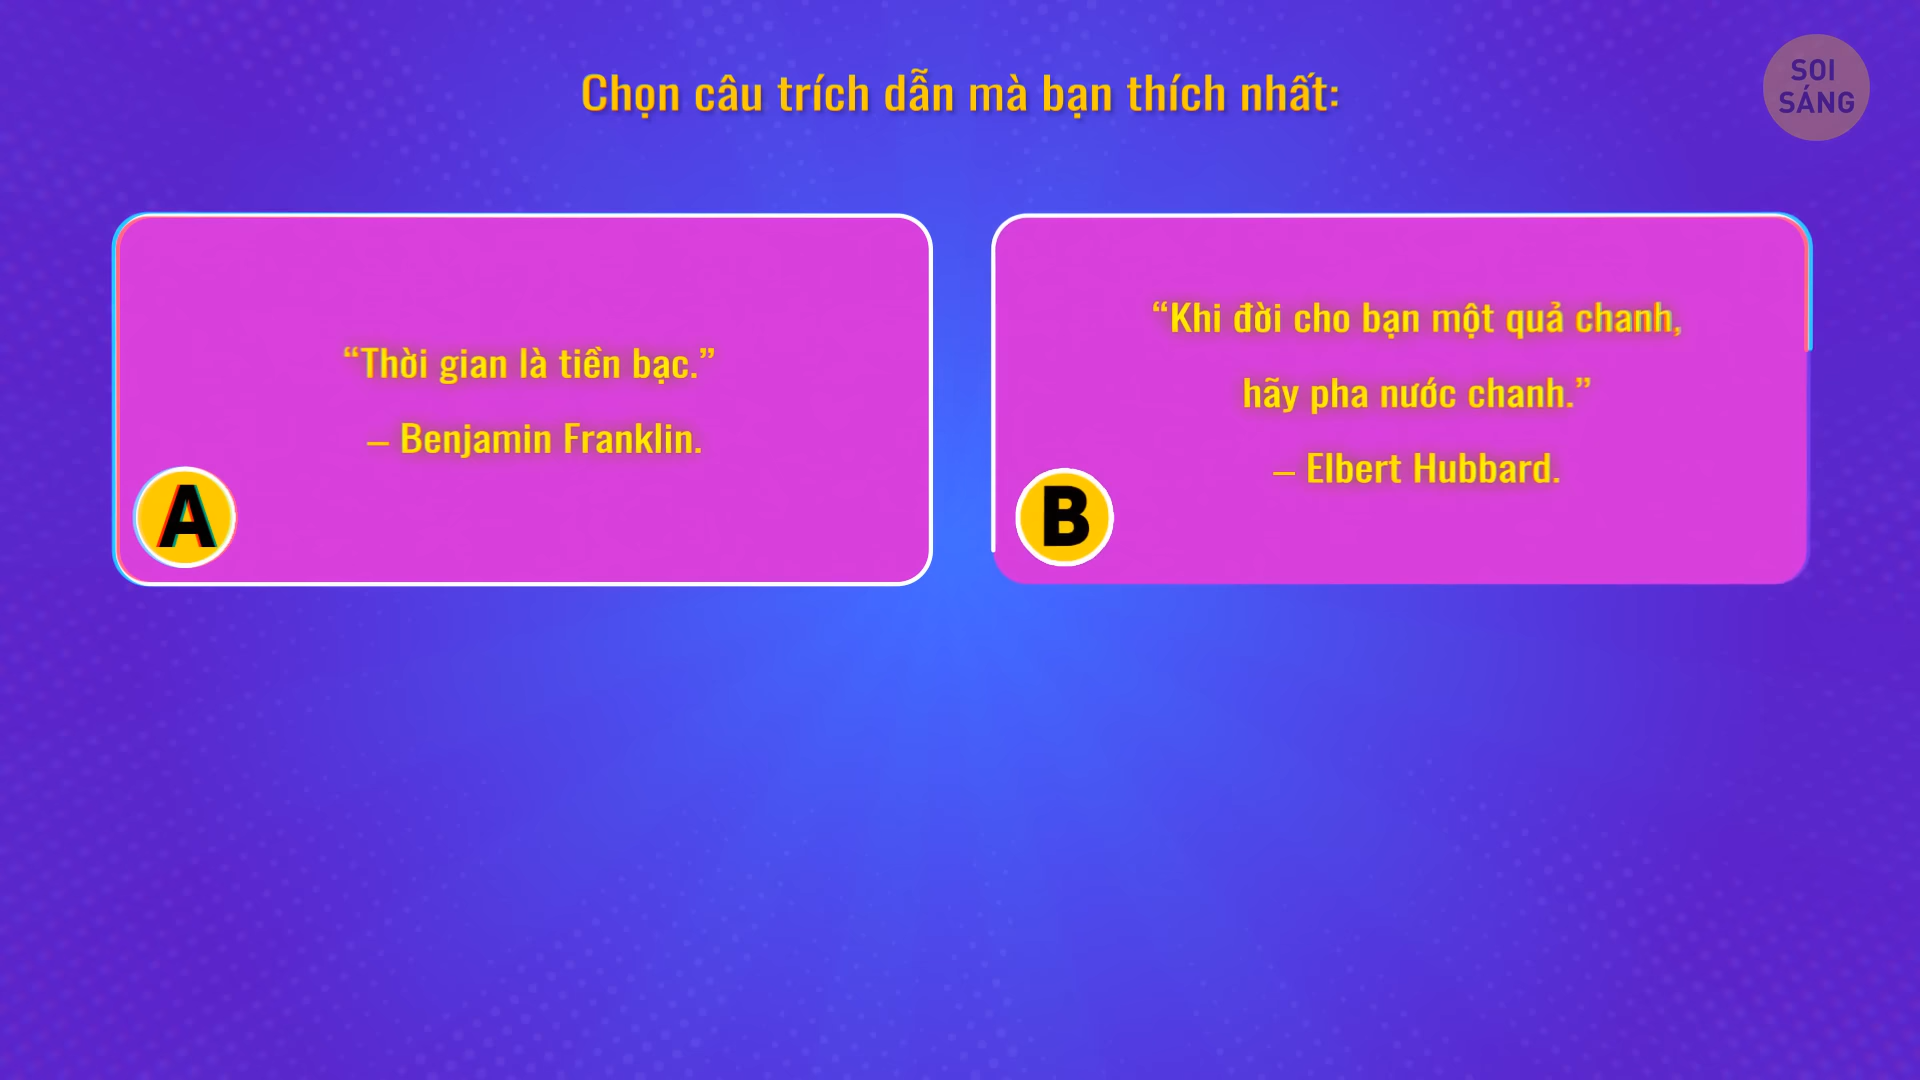 Chọn câu trích dẫn mà bạn thích nhất:
SOI
SÁNG
“Thời gian là tiền bạc.”
– Benjamin Franklin.
A
“Khi đời cho bạn một quả chanh,
hãy pha nước chanh.”
– Elbert Hubbard.
B